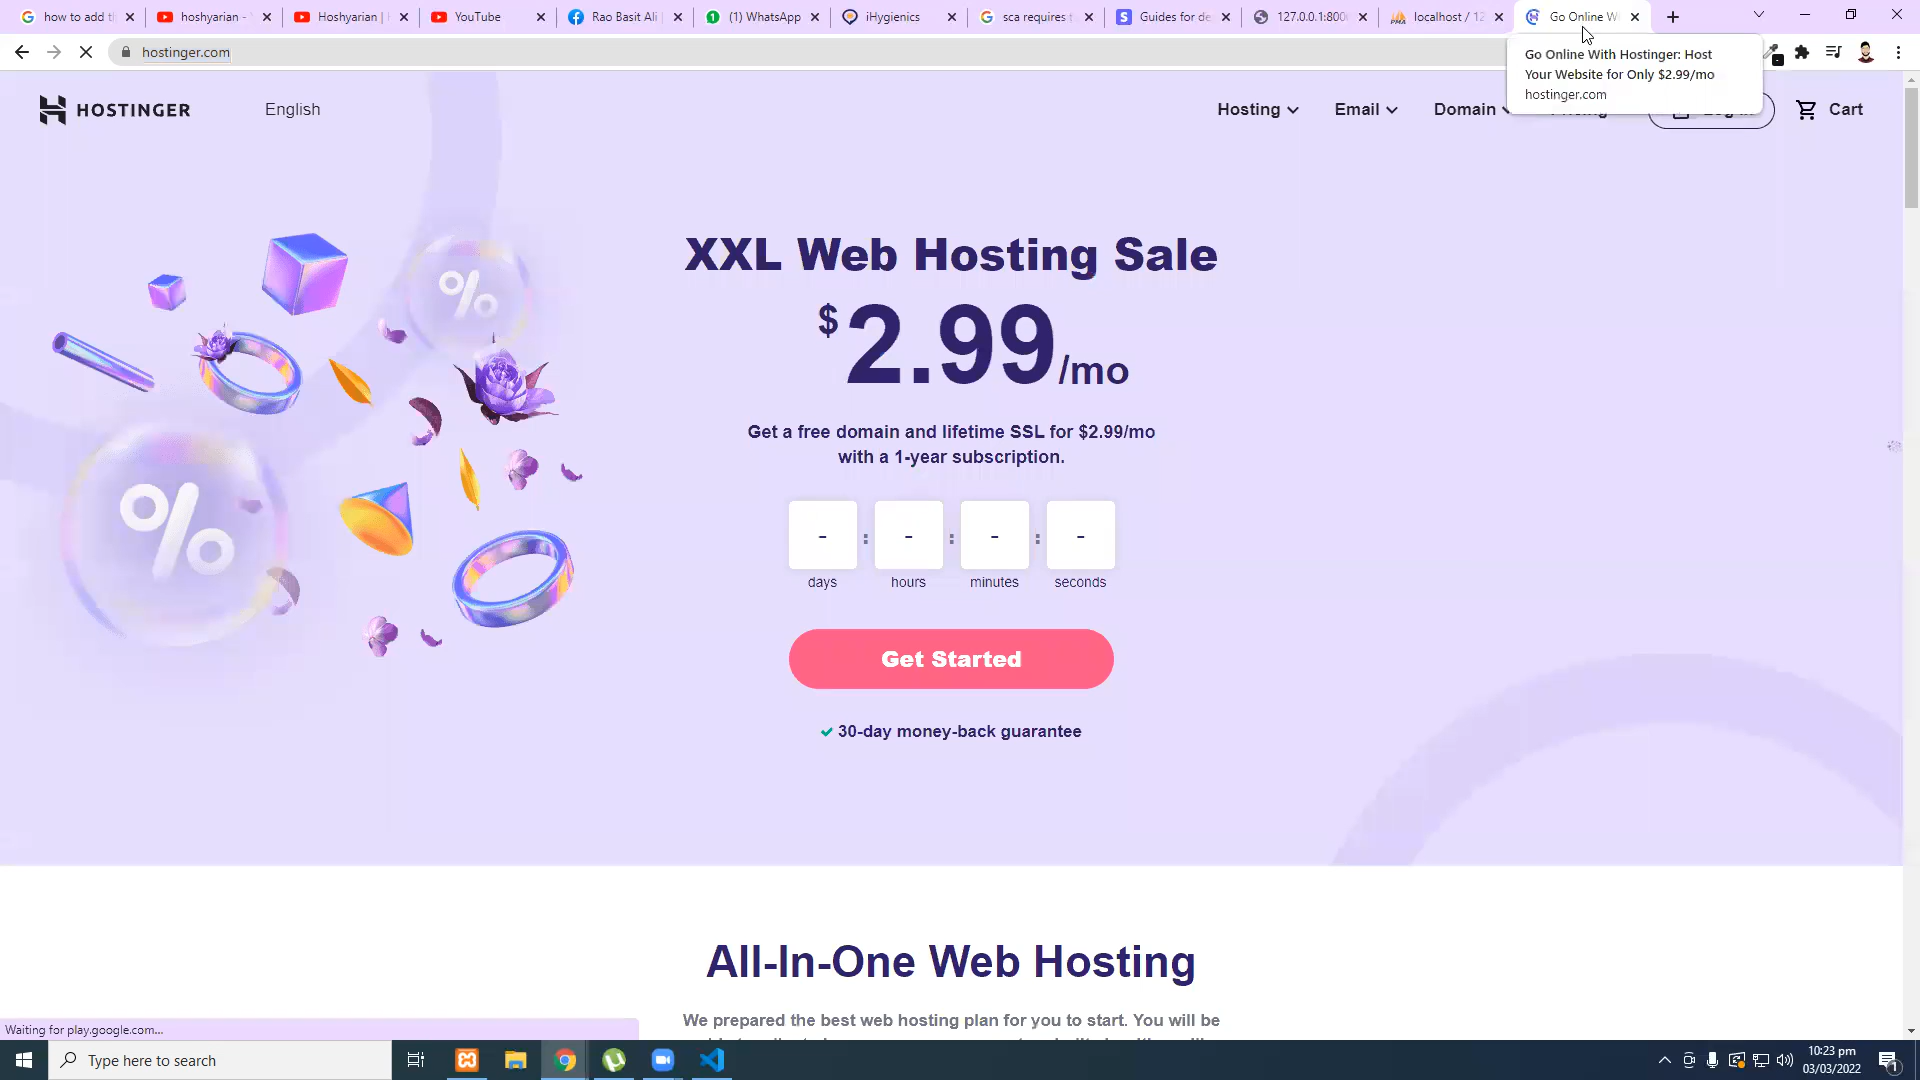 how to add t
hoshyarian -
Hoshyarian |
YouTube
Rao Basit Ali
(1) WhatsApp
iHygienics
sca requires
Guides for de
127.0.0.1:800
localhost / 12
Go Online W
hostinger.com
Go Online With Hostinger: Host
Your Website for Only $2.99/mo
hostinger.com
HOSTINGER
English
Hosting
Email
Domain
Cart
%
%
XXL Web Hosting Sale
$2.99/mo
Get a free domain and lifetime SSL for $2.99/mo
with a 1-year subscription.
- : - : - : -
days hours minutes seconds
Get Started
30-day money-back guarantee
All-In-One Web Hosting
We prepared the best web hosting plan for you to start. You will be
Waiting for play.google.com...
Type here to search
10:23 pm
03/03/2022
1